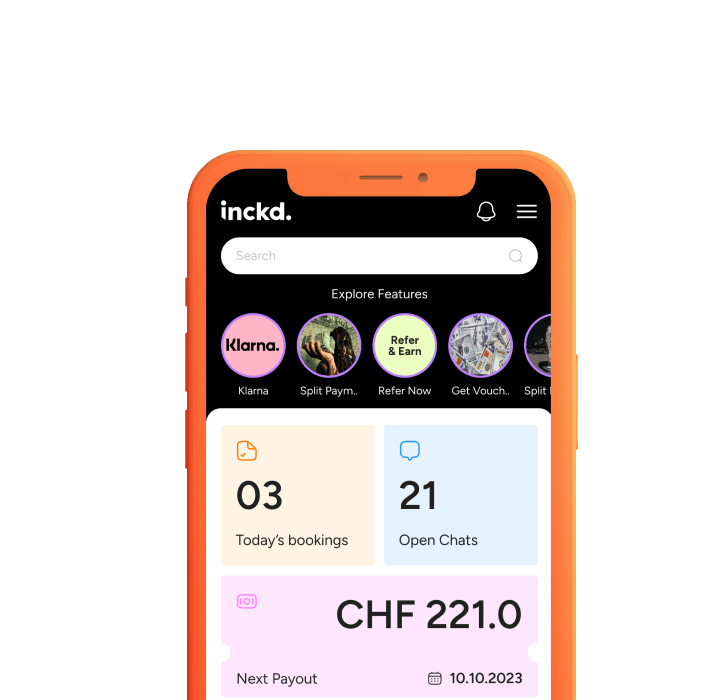 inckd.
Search
Explore Features
Klarna.
Refer
& Earn
Klarna
Split Paym..
Refer Now
Get Vouch..
Split
03
Today's bookings
21
Open Chats
CHF 221.0
Next Payout
10.10.2023